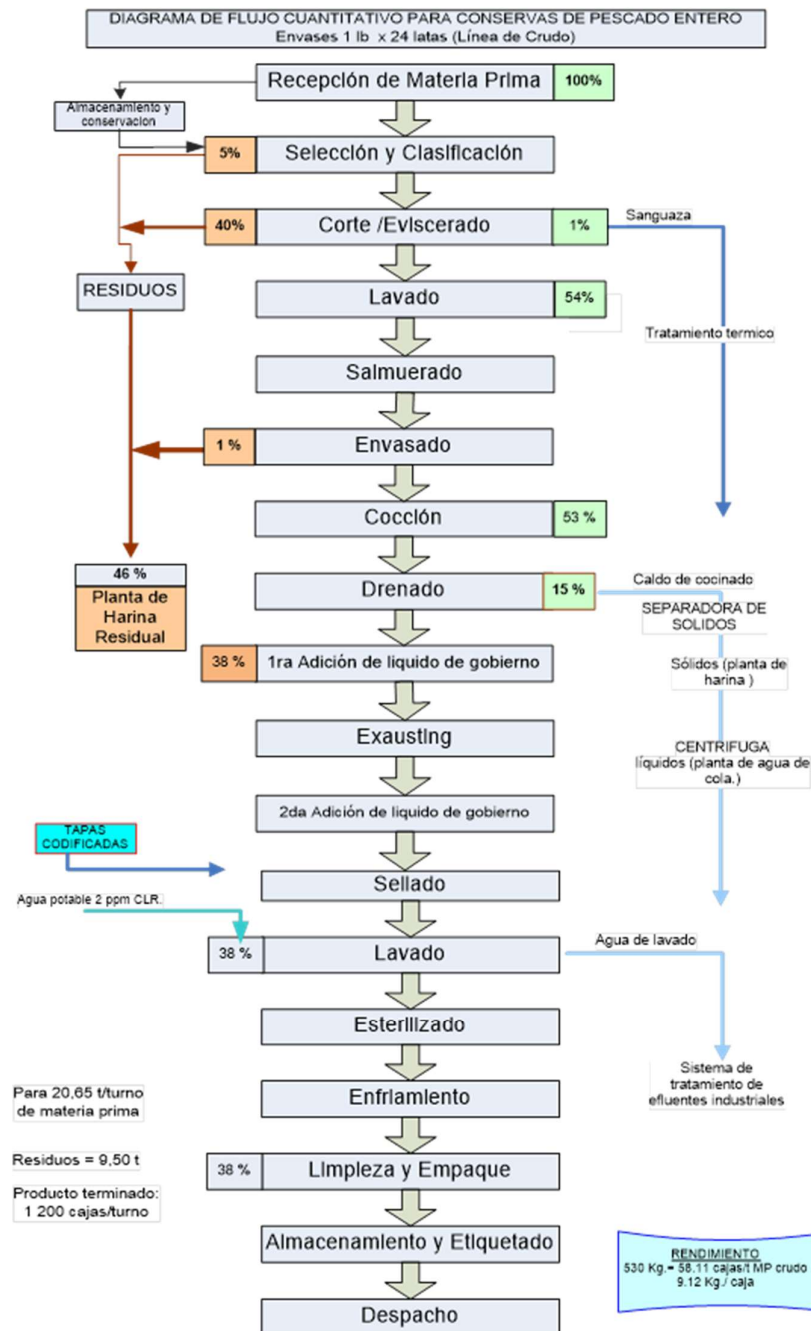 DIAGRAMA DE FLUJO CUANTITATIVO PARA CONSERVAS DE PESCADO ENTERO
Envases 1 lb x 24 latas (Línea de Crudo)
Recepción de Materia Prima
100%
Almacenamiento y
conservacion
5%
Selección y Clasificación
40%
Corte /Eviscerado
1%
Sanguaza
RESIDUOS
Lavado
54%
Tratamiento termico
Salmuerado
1 %
Envasado
Cocción
53 %
46 %
Planta de
Harina
Residual
Drenado
15 %
Caldo de cocinado
SEPARADORA DE
SOLIDOS
38 %
1ra Adición de liquido de gobierno
Sólidos (planta de
harina )
Exausting
CENTRIFUGA
líquidos (planta de agua de
cola.)
2da Adición de liquido de gobierno
TAPAS
CODIFICADAS
Sellado
Agua potable 2 ppm CLR.
38 %
Lavado
Agua de lavado
Esterilizado
Para 20,65 t/turno
de materia prima
Enfriamiento
Sistema de
tratamiento de
efluentes industriales
Residuos = 9,50 t
38 %
Limpieza y Empaque
Producto terminado:
1 200 cajas/turno
Almacenamiento y Etiquetado
RENDIMIENTO
530 Kg.= 58.11 cajas/t MP crudo
9.12 Kg./ caja
Despacho